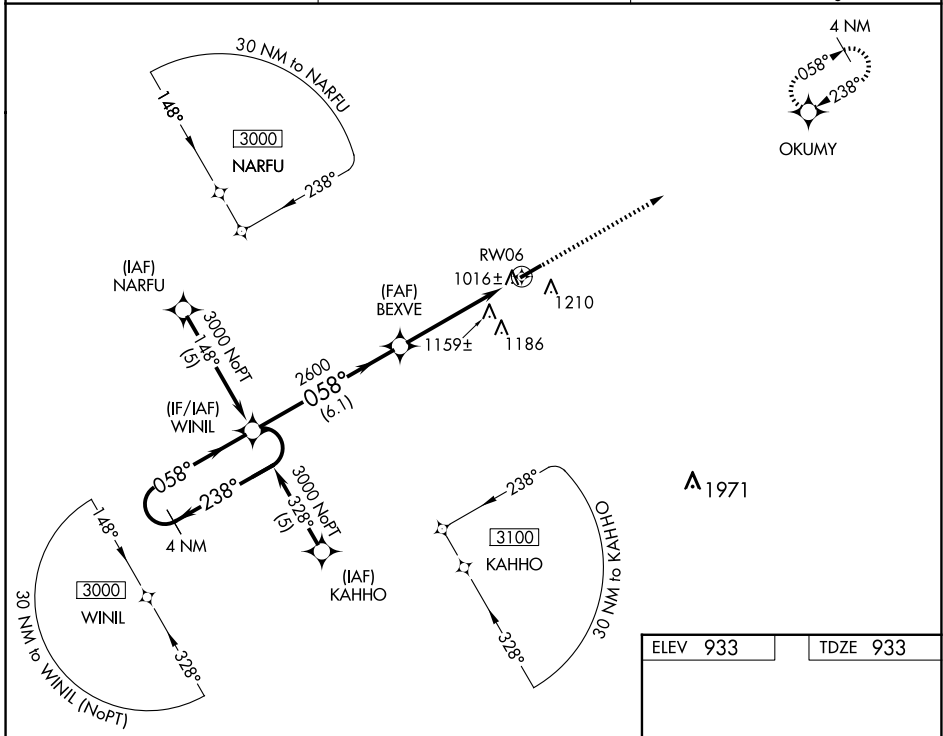 4 NM
058°
238°
OKUMY
30 NM to NARFU
148°
3000
NARFU
238°
RW06
1016±
1210
(IAF)
NARFU
(FAF)
BEXVE
1159±
1186
3000 NoPT
148°
(5)
2600
058°
(6.1)
(IF/IAF)
WINIL
058°
238°
4 NM
3000 NoPT
328°
(5)
(IAF)
KAHHO
1971
238°
3100
KAHHO
328°
30 NM to KAHHO
148°
3000
WINIL
328°
30 NM to WINIL (NoPT)
ELEV 933
TDZE 933